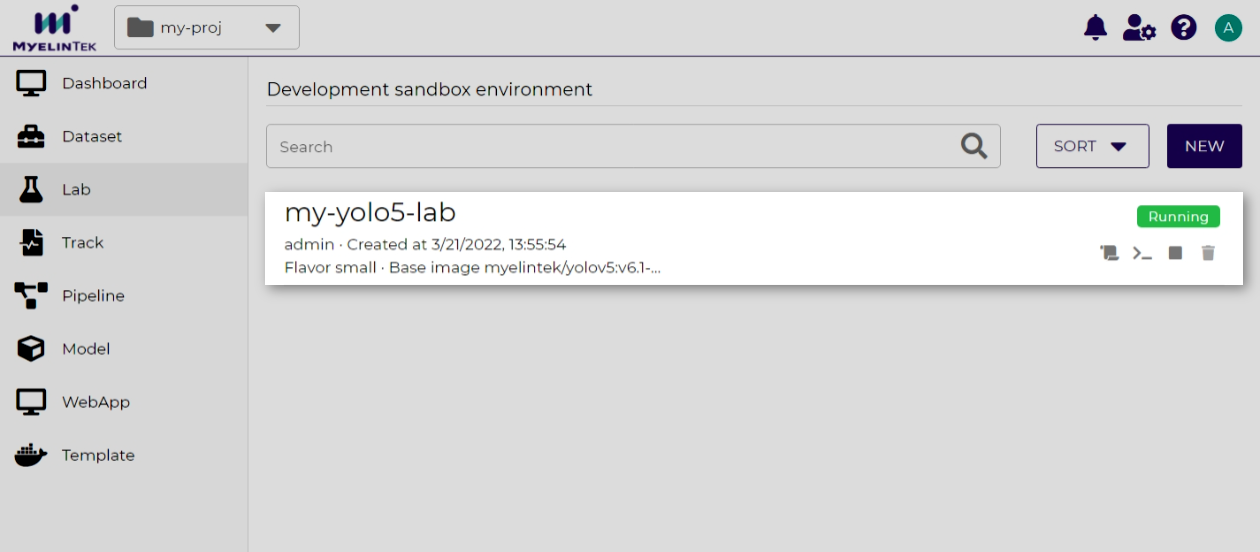 MYELINTEK
my-proj
A
Dashboard
Dataset
Lab
Track
Pipeline
Model
WebApp
Template
Development sandbox environment
Search
SORT
NEW
my-yolo5-lab
Running
admin · Created at 3/21/2022, 13:55:54
Flavor small · Base image myelintek/yolov5:v6.1-...